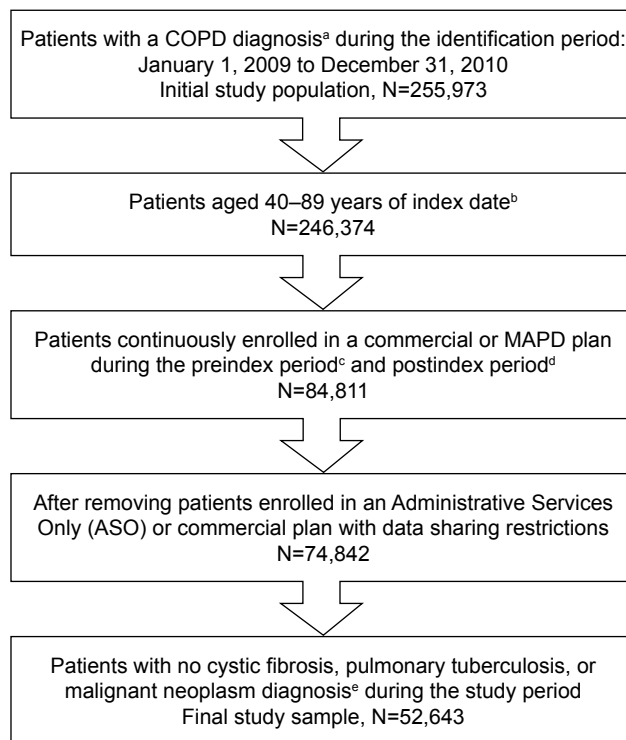 Patients with a COPD diagnosisᵃ during the identification period:
January 1, 2009 to December 31, 2010
Initial study population, N=255,973
Patients aged 40–89 years of index dateᵇ
N=246,374
Patients continuously enrolled in a commercial or MAPD plan
during the preindex periodᶜ and postindex periodᵈ
N=84,811
After removing patients enrolled in an Administrative Services
Only (ASO) or commercial plan with data sharing restrictions
N=74,842
Patients with no cystic fibrosis, pulmonary tuberculosis, or
malignant neoplasm diagnosisᵉ during the study period
Final study sample, N=52,643